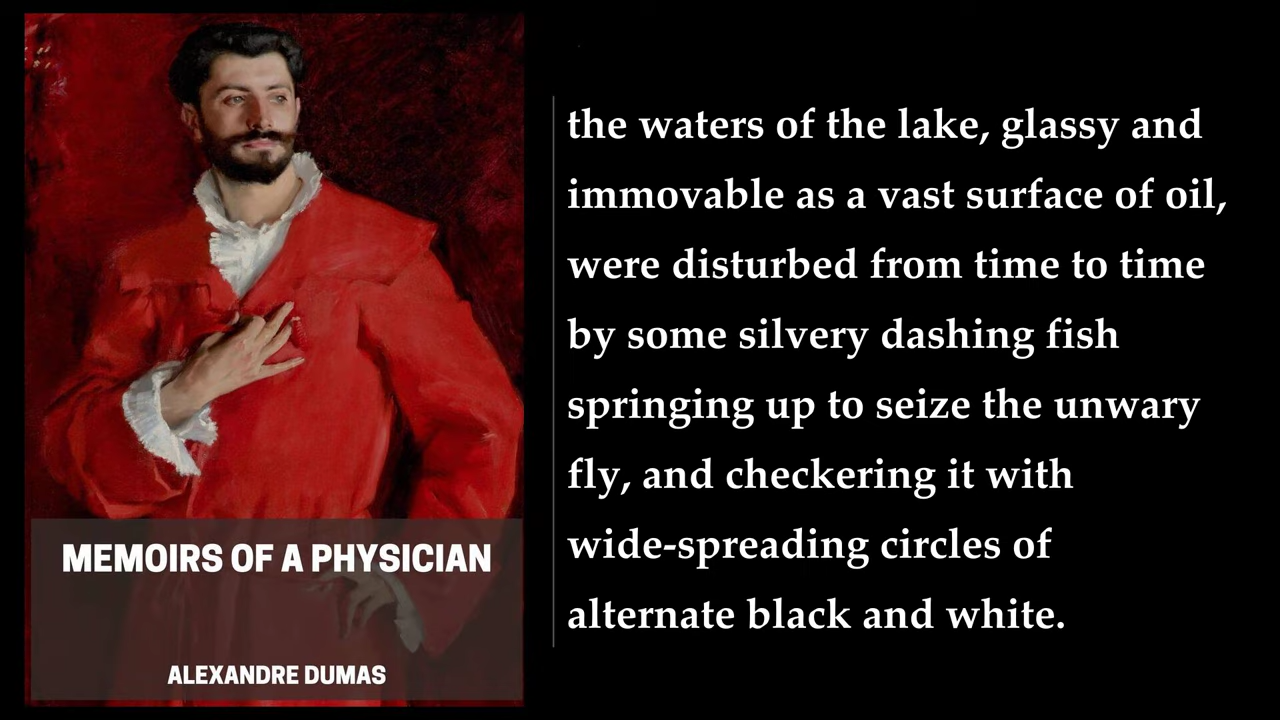 MEMOIRS OF A PHYSICIAN
ALEXANDRE DUMAS
the waters of the lake, glassy and
immovable as a vast surface of oil,
were disturbed from time to time
by some silvery dashing fish
springing up to seize the unwary
fly, and checkering it with
wide-spreading circles of
alternate black and white.